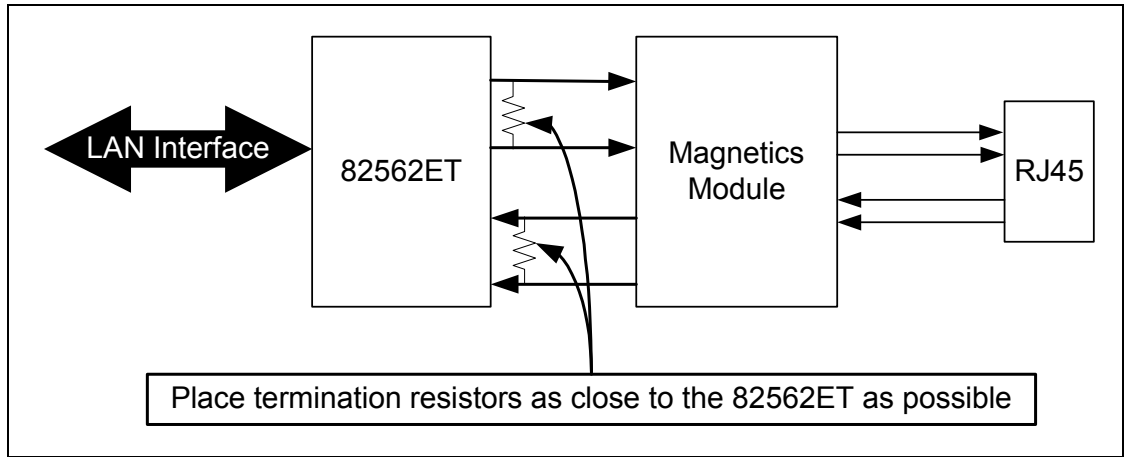 LAN Interface
82562ET
Magnetics
Module
RJ45
Place termination resistors as close to the 82562ET as possible